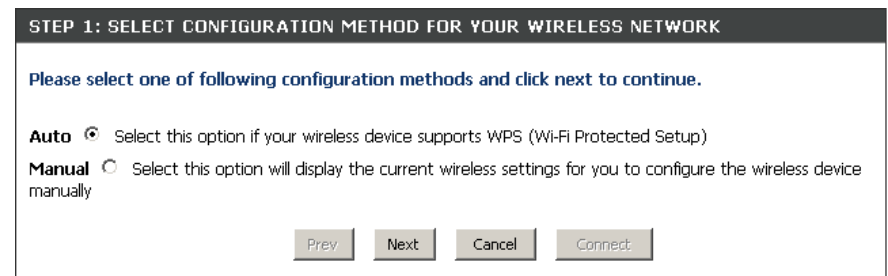 STEP 1: SELECT CONFIGURATION METHOD FOR YOUR WIRELESS NETWORK
Please select one of following configuration methods and click next to continue.
Auto Select this option if your wireless device supports WPS (Wi-Fi Protected Setup)
Manual Select this option will display the current wireless settings for you to configure the wireless device
manually
Prev Next Cancel Connect